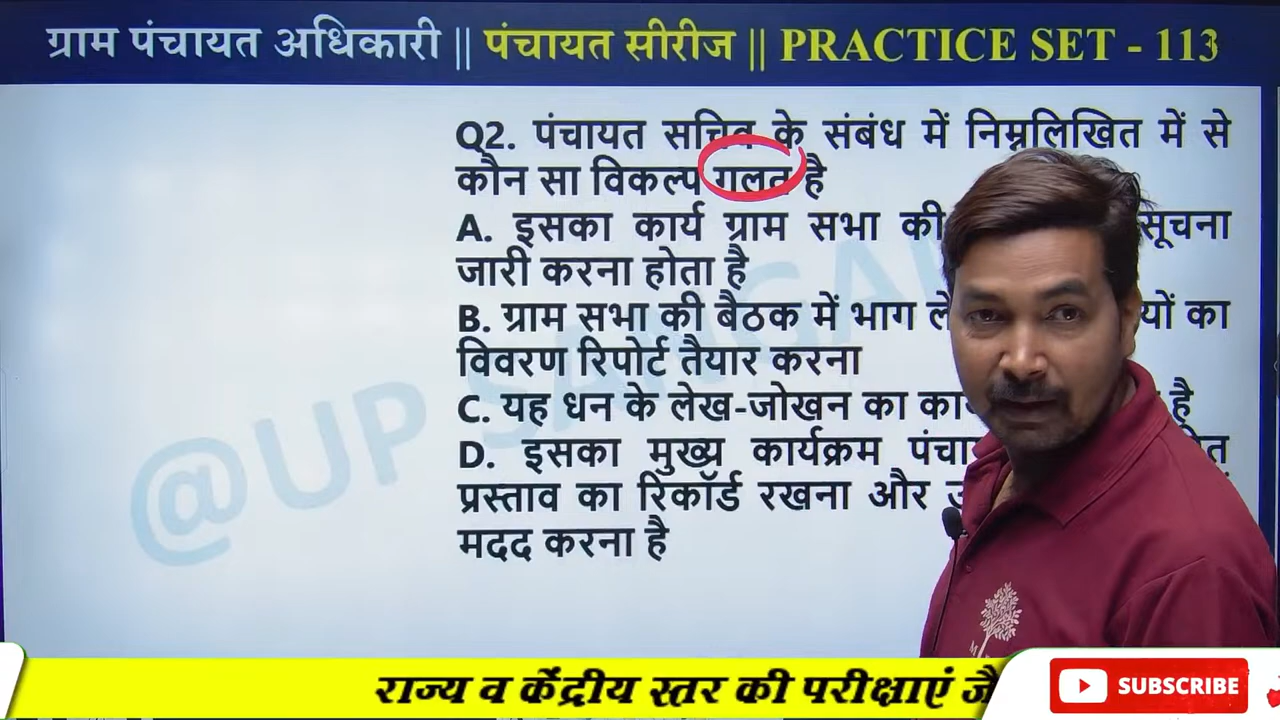 ग्राम पंचायत अधिकारी || पंचायत सीरीज || PRACTICE SET - 113
Q2. पंचायत सचिव के संबंध में निम्नलिखित में से
कौन सा विकल्प गलत है
A. इसका कार्य ग्राम सभा की सूचना
जारी करना होता है
B. ग्राम सभा की बैठक में भाग का
विवरण रिपोर्ट तैयार करना
C. यह धन के लेख-जोखन का है
D. इसका मुख्य कार्यक्रम
प्रस्ताव का रिकॉर्ड रखना और
मदद करना है
@UP
राज्य व केंद्रीय स्तर की परीक्षाएं
SUBSCRIBE